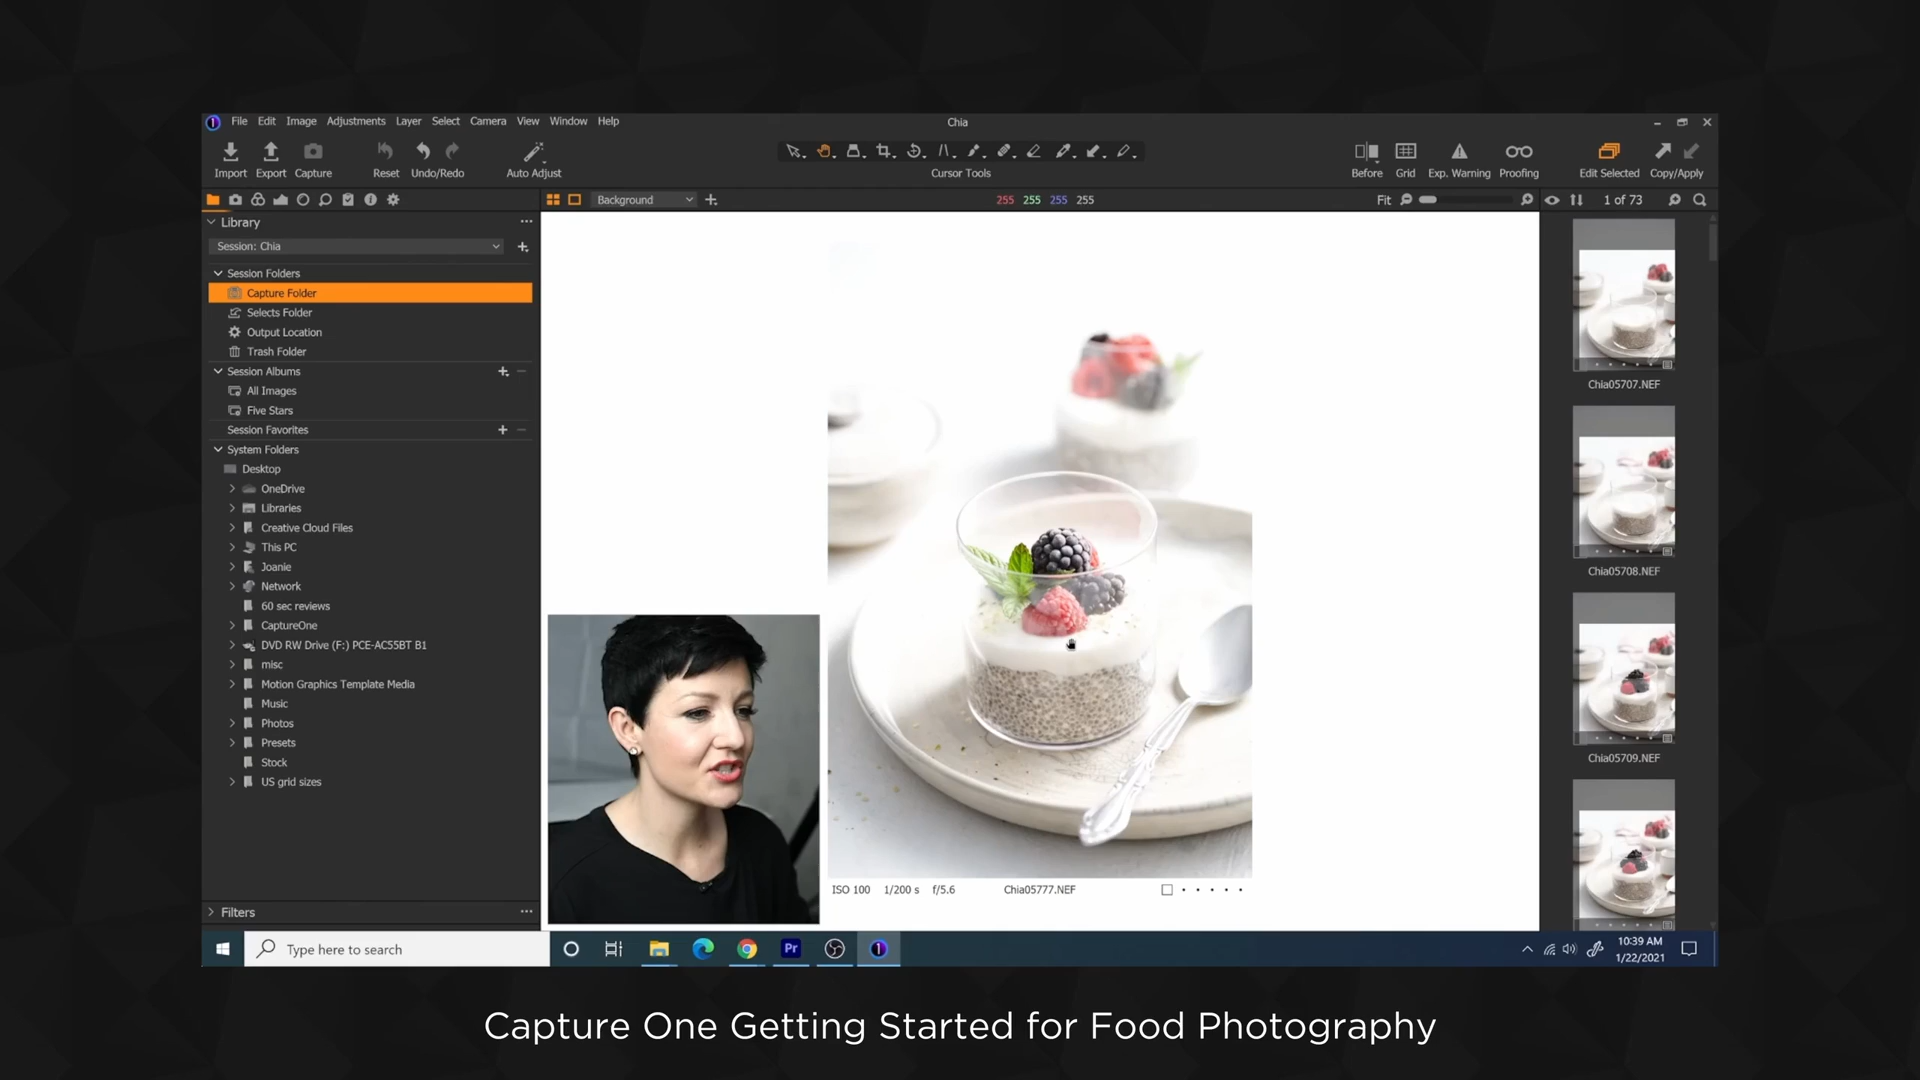 File Edit Image Adjustments Layer Select Camera View Window Help
Chia
Import Export Capture Reset Undo/Redo Auto Adjust
Cursor Tools
Before Grid Exp. Warning Proofing Edit Selected Copy/Apply
Background
255 255 255 255
Fit
1 of 73
Library
Session: Chia
Session Folders
Capture Folder
Selects Folder
Output Location
Trash Folder
Session Albums
All Images
Five Stars
Session Favorites
System Folders
Desktop
OneDrive
Libraries
Creative Cloud Files
This PC
Joanie
Network
60 sec reviews
CaptureOne
DVD RW Drive (F:) PCE-AC55BT B1
misc
Motion Graphics Template Media
Music
Photos
Presets
Stock
US grid sizes
Filters
ISO 100 1/200 s f/5.6
Chia05777.NEF
Chia05707.NEF
Chia05708.NEF
Chia05709.NEF
Type here to search
Pr
1
10:39 AM
1/22/2021
Capture One Getting Started for Food Photography